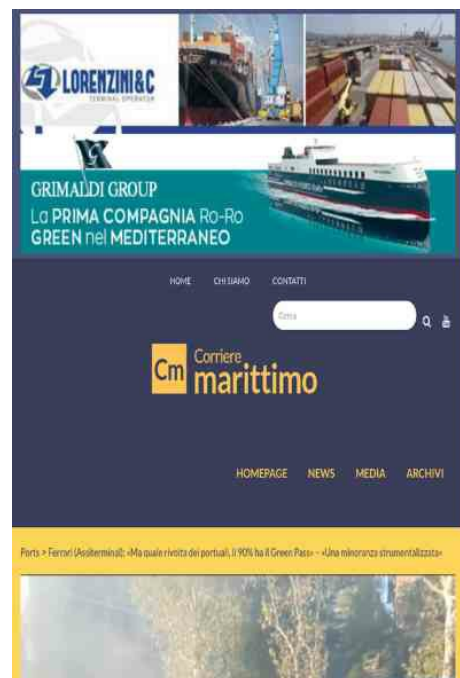 LORENZINI&C
TERMINAL OPERATOR
GRIMALDI GROUP
La PRIMA COMPAGNIA Ro-Ro
GREEN nel MEDITERRANEO
HOME CHI SIAMO CONTATTI
Cerca
Cm Corriere marittimo
HOMEPAGE NEWS MEDIA ARCHIVI
Ports > Ferrari (Assiterminal): «Ma quale rivolta dei portuali, il 90% ha il Green Pass» – «Una minoranza strumentalizzata»